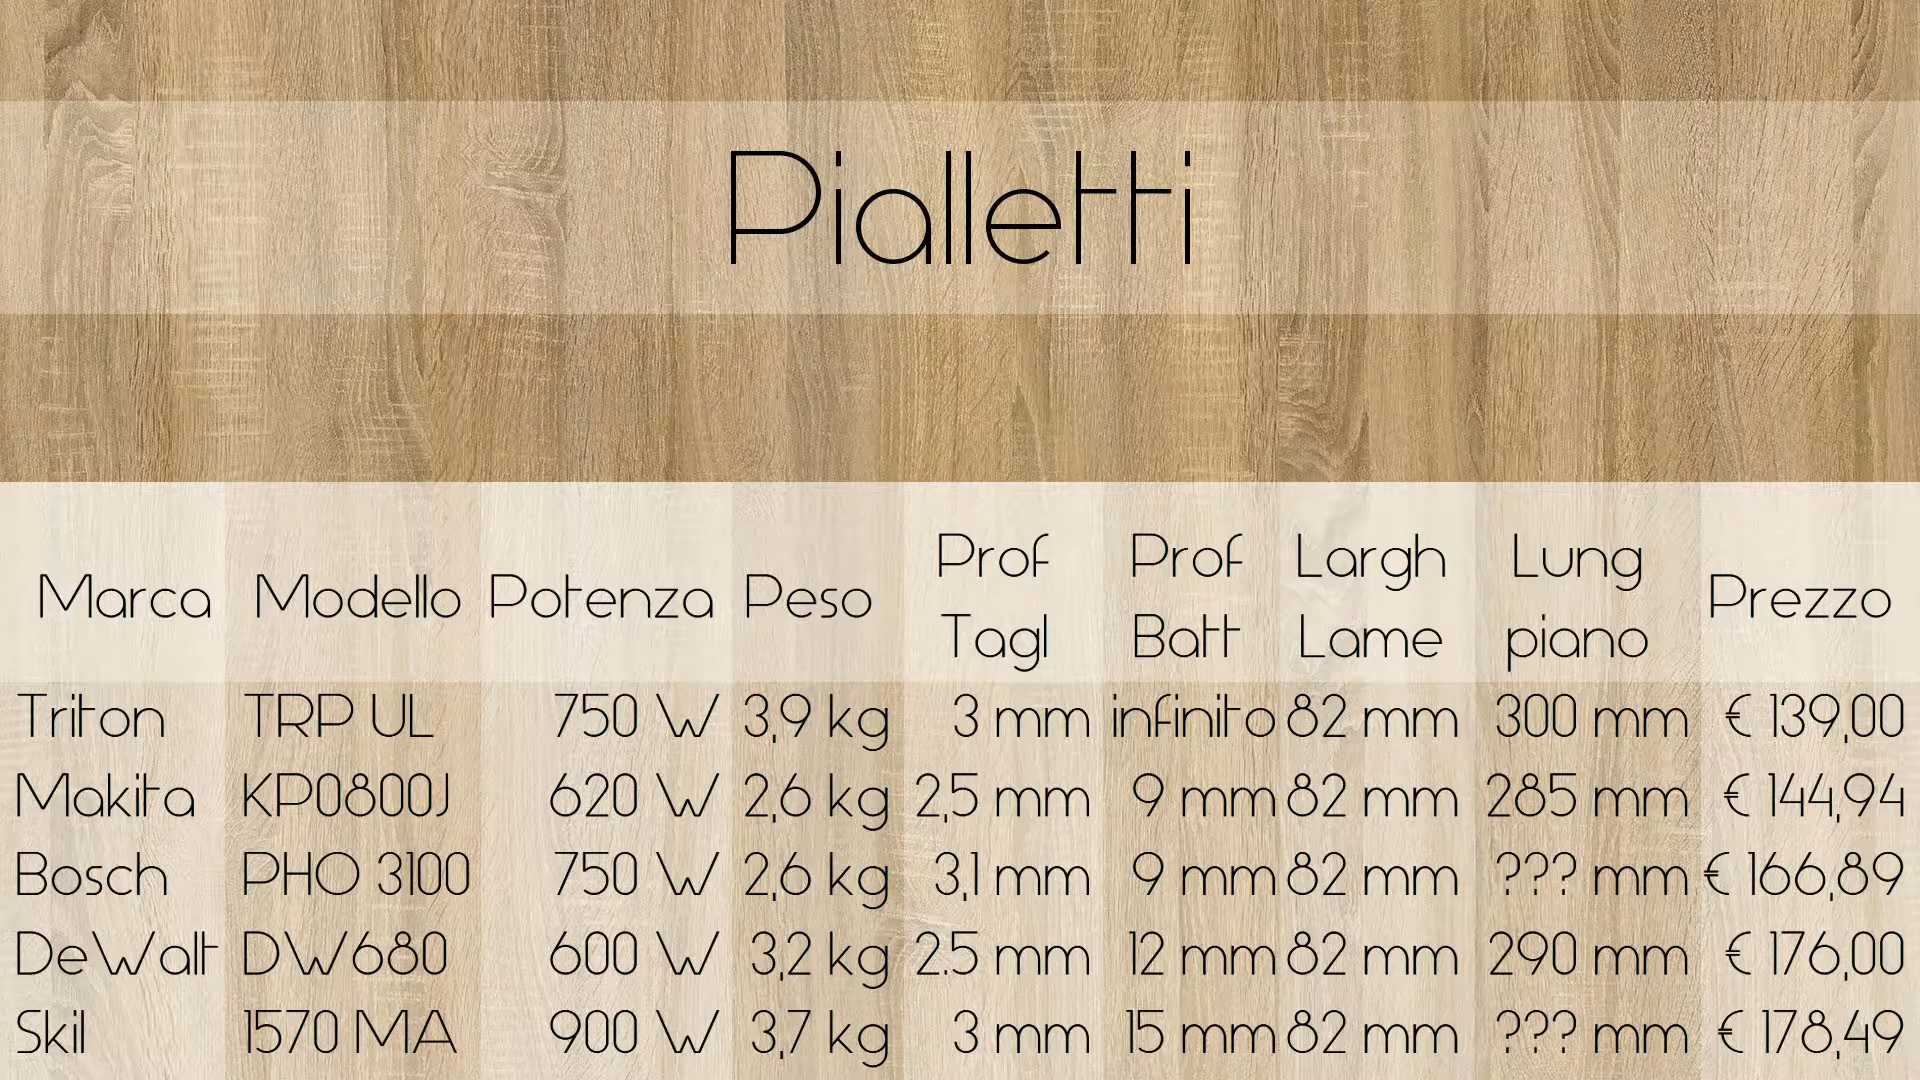 Pialletti
Marca Modello Potenza Peso Prof Tagl Prof Batt Largh Lame Lung piano Prezzo
Triton TRP UL 750 W 3,9 kg 3 mm infinito 82 mm 300 mm € 139,00
Makita KP0800J 620 W 2,6 kg 2,5 mm 9 mm 82 mm 285 mm € 144,94
Bosch PHO 3100 750 W 2,6 kg 3,1 mm 9 mm 82 mm ??? mm € 166,89
DeWalt DW680 600 W 3,2 kg 2.5 mm 12 mm 82 mm 290 mm € 176,00
Skil 1570 MA 900 W 3,7 kg 3 mm 15 mm 82 mm ??? mm € 178,49